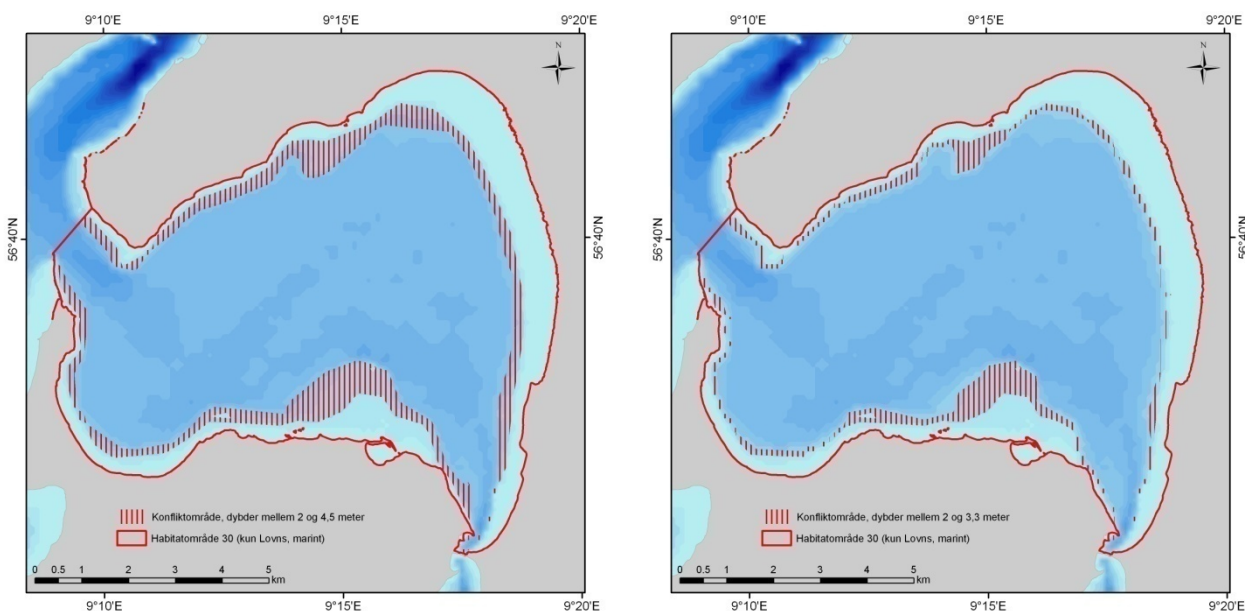 9°10'E 9°15'E 9°20'E
N
56°40'N 56°40'N
Konfliktområde, dybder mellem 2 og 4,5 meter
Habitatområde 30 (kun Lovns, marint)
0 0.5 1 2 3 4 5
km
9°10'E 9°15'E 9°20'E
9°10'E 9°15'E 9°20'E
N
56°40'N 56°40'N
Konfliktområde, dybder mellem 2 og 3,3 meter
Habitatområde 30 (kun Lovns, marint)
0 0.5 1 2 3 4 5
km
9°10'E 9°15'E 9°20'E